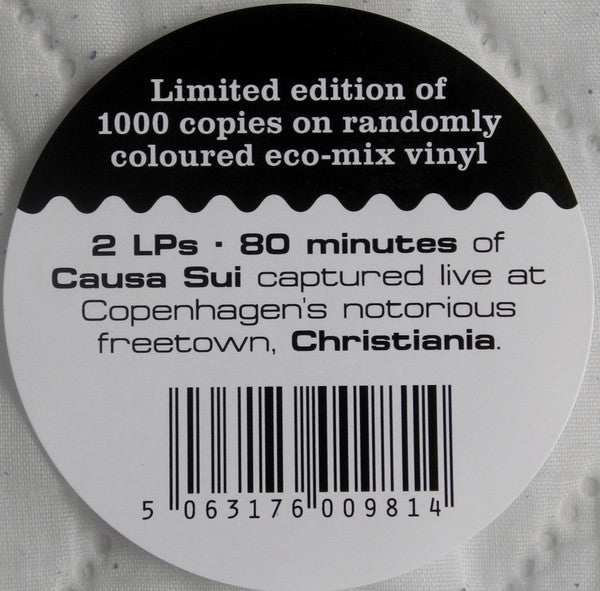 Limited edition of
1000 copies on randomly
coloured eco-mix vinyl
2 LPs · 80 minutes of
Causa Sui captured live at
Copenhagen's notorious
freetown, Christiania.
5 063176 009814